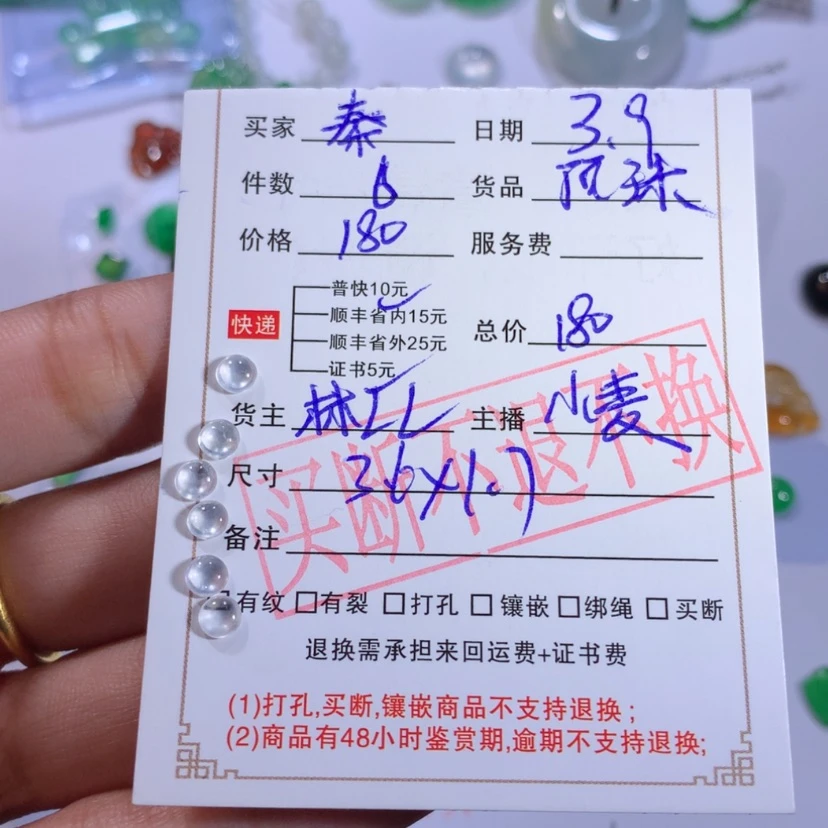 买家 秦 日期 3.9
件数 6 货品 阿珠
价格 180 服务费
快递
普快10元
顺丰省内15元
顺丰省外25元
证书5元
总价 180
货主 林工 主播 小麦
尺寸 36×1.7
买断不退不换
备注
有纹 □有裂 □打孔 □镶嵌 □绑绳 □买断
退换需承担来回运费+证书费
(1)打孔,买断,镶嵌商品不支持退换;
(2)商品有48小时鉴赏期,逾期不支持退换;